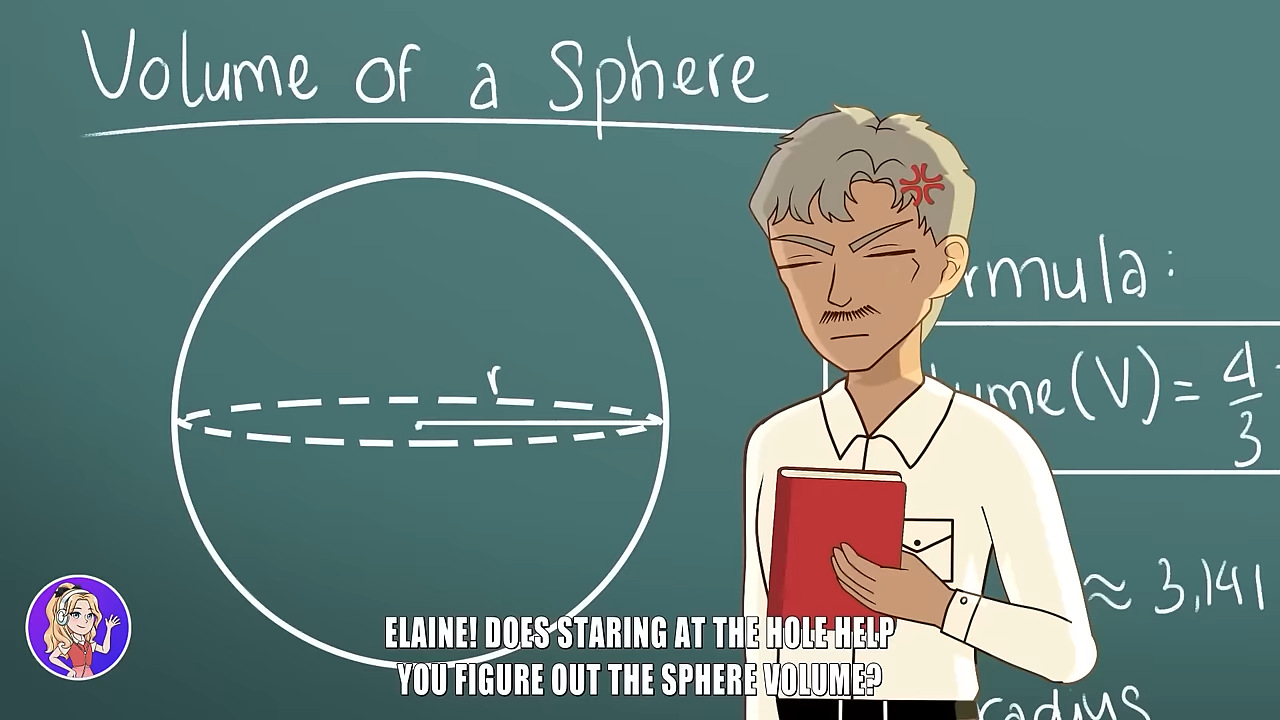 Volume of a Sphere
r
rmula:
ume (V) = 4
3
≈ 3,141
radius
ELAINE! DOES STARING AT THE HOLE HELP
YOU FIGURE OUT THE SPHERE VOLUME?